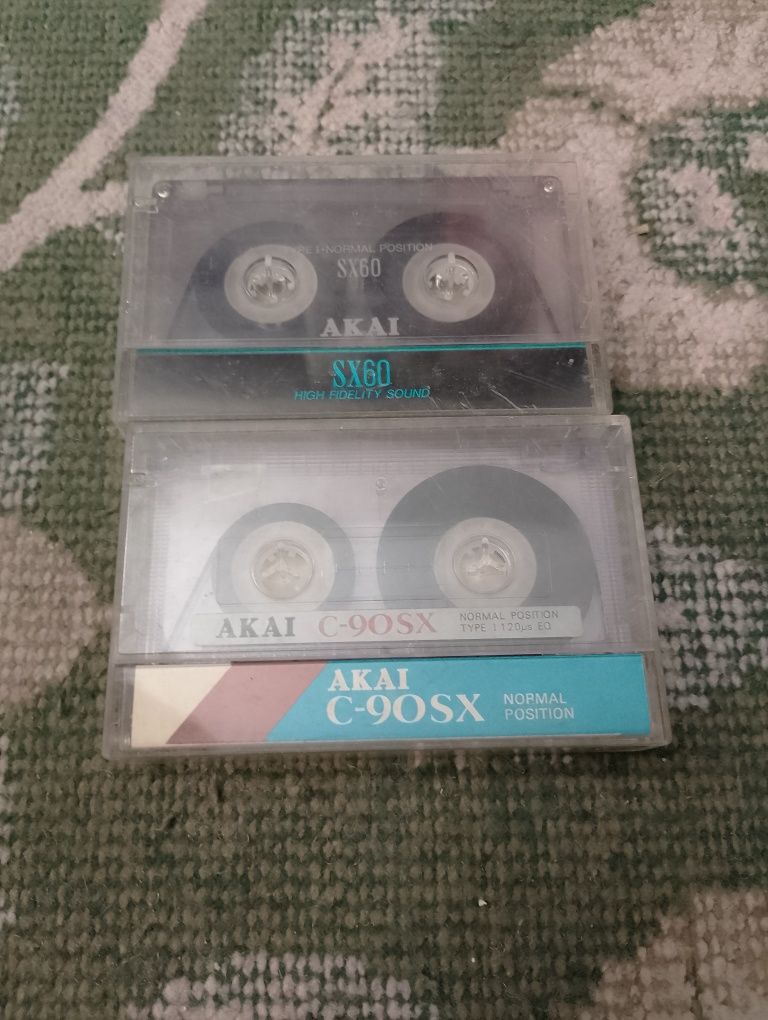 TYPE I•NORMAL POSITION
SX60
AKAI
SX60
HIGH FIDELITY SOUND
AKAI C-90SX NORMAL POSITION
TYPE I 120µs EQ
AKAI
C-90SX NORMAL
POSITION